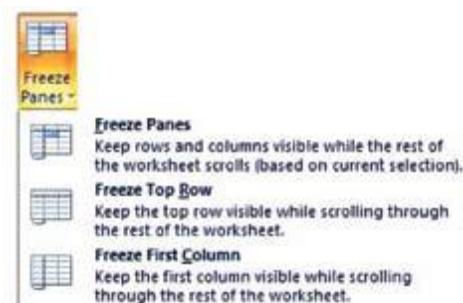 Freeze
Panes
Freeze Panes
Keep rows and columns visible while the rest of
the worksheet scrolls (based on current selection).
Freeze Top Row
Keep the top row visible while scrolling through
the rest of the worksheet.
Freeze First Column
Keep the first column visible while scrolling
through the rest of the worksheet.